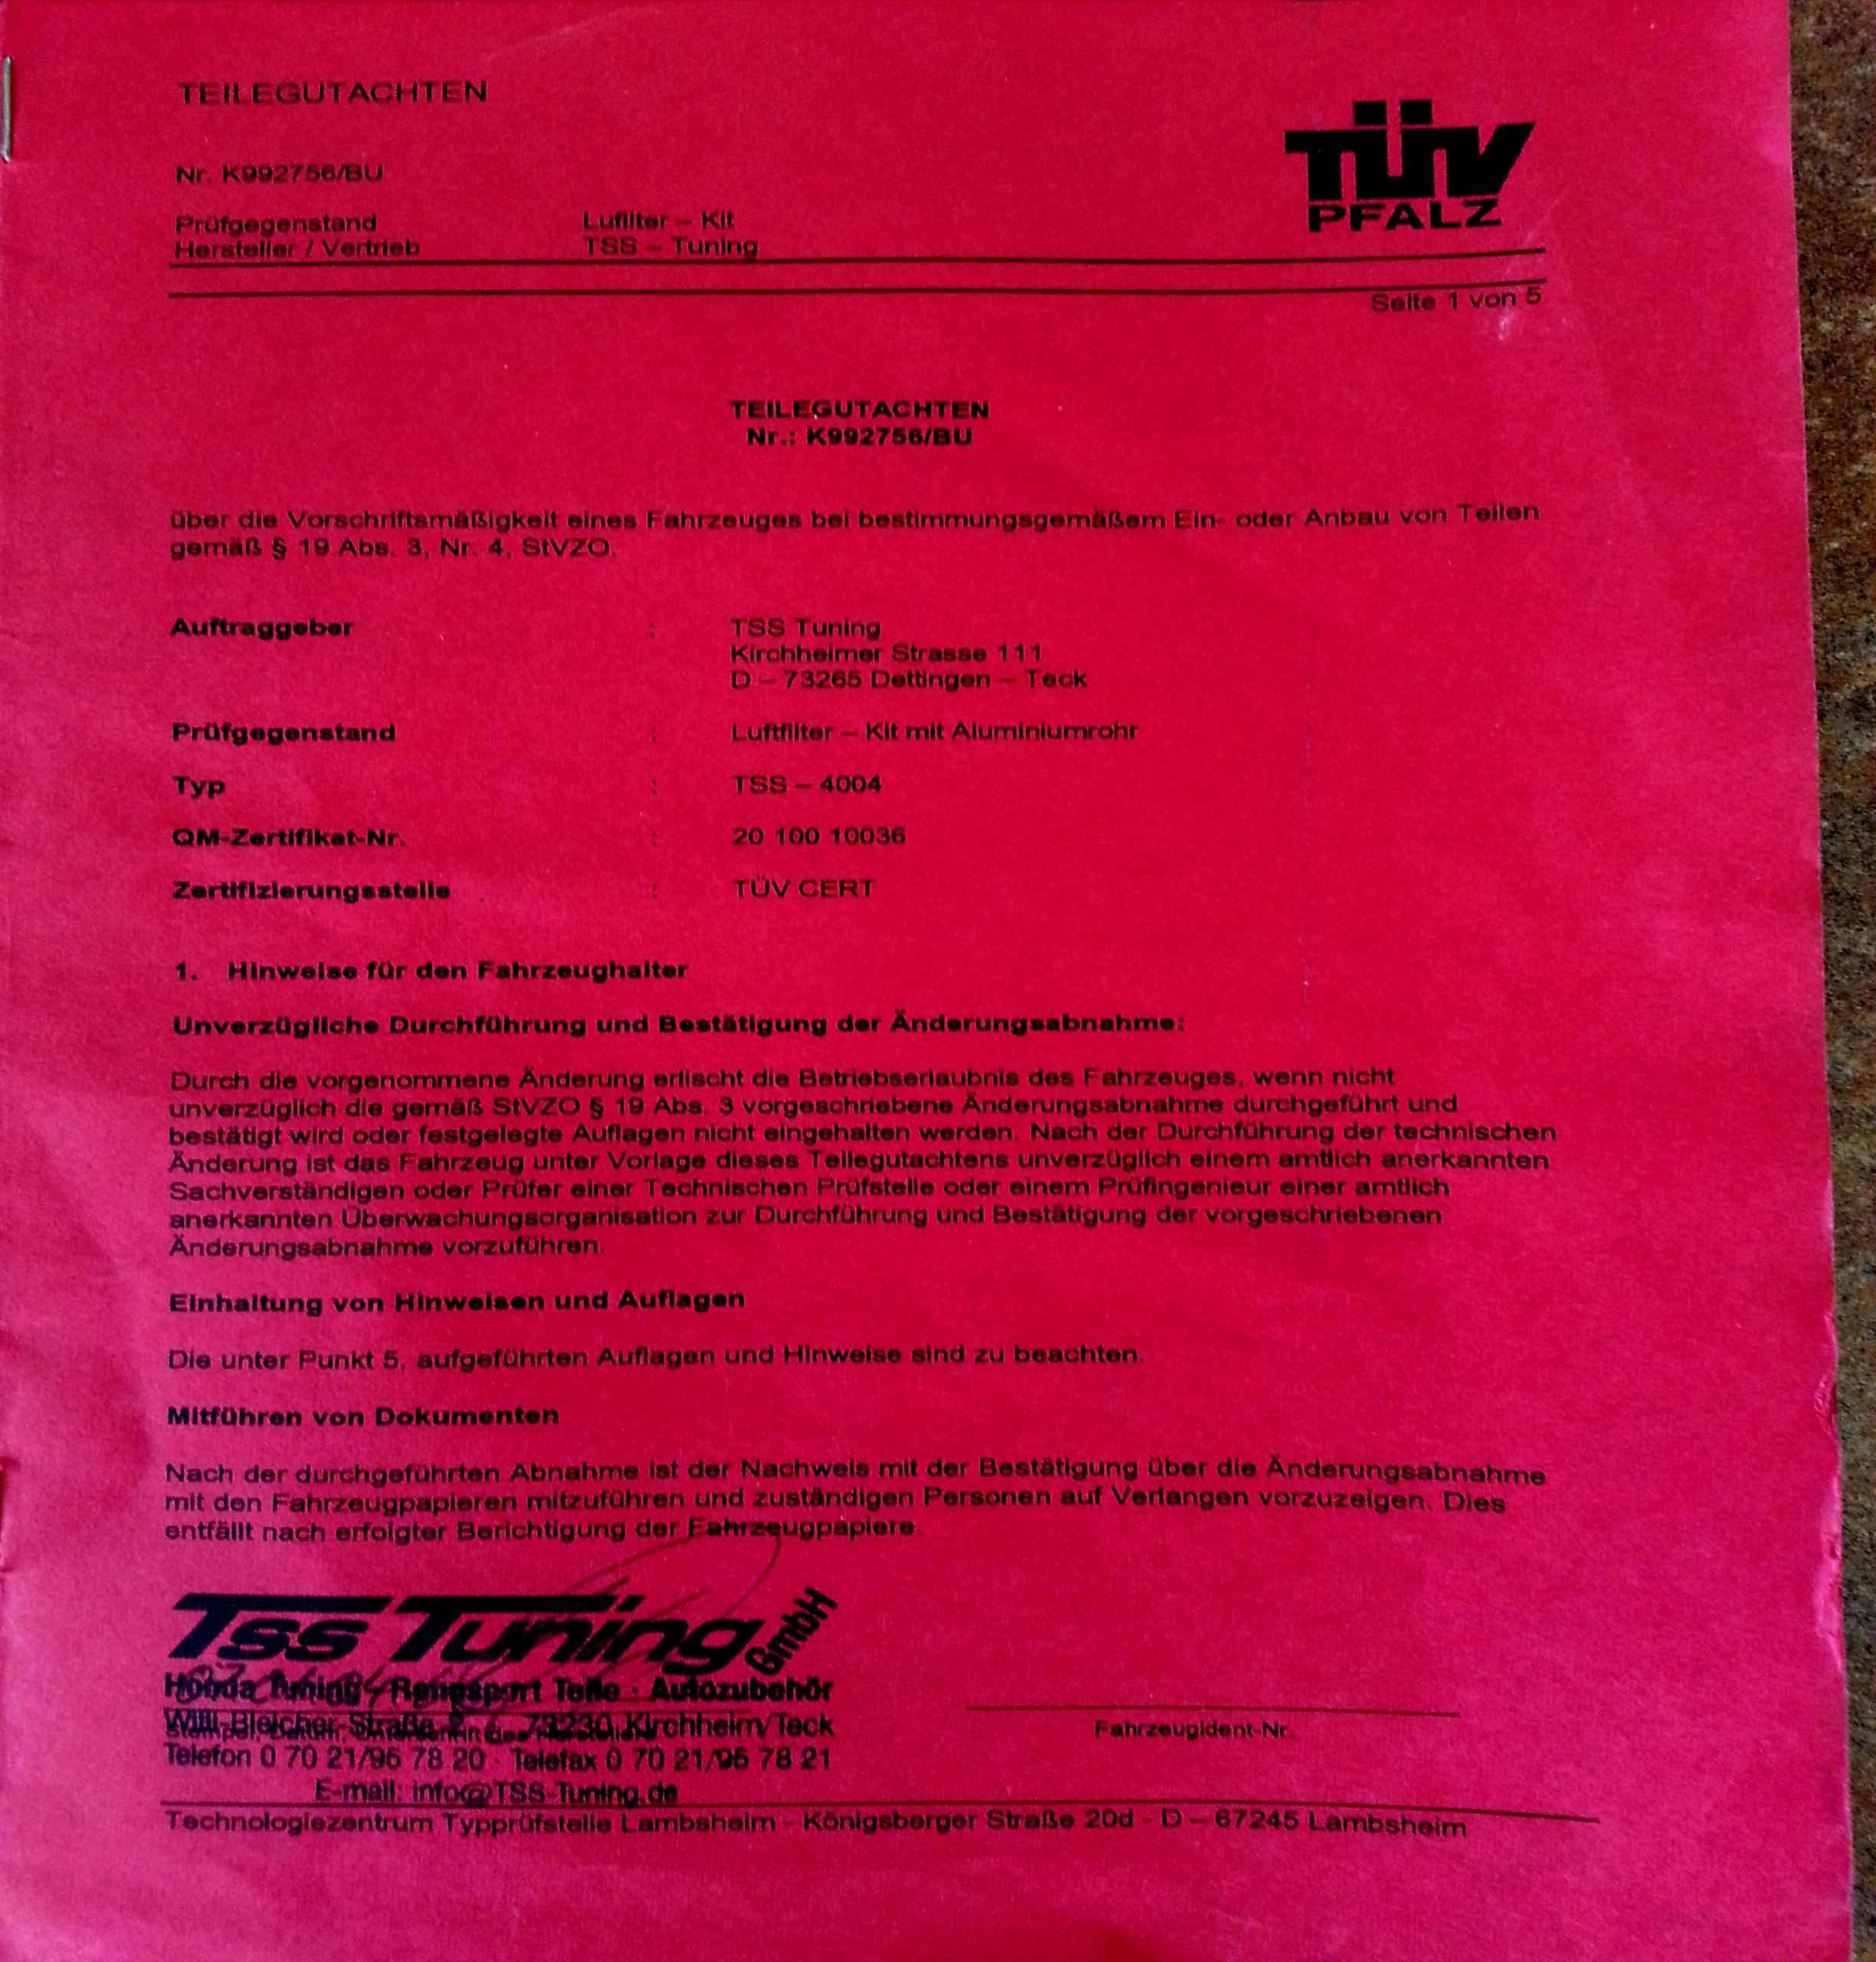 TEILEGUTACHTEN
TÜV
PFALZ
Nr. K992756/BU
Prüfgegenstand Lufilter – Kit
Hersteller / Vertrieb TSS – Tuning
Seite 1 von 5
TEILEGUTACHTEN
Nr.: K992756/BU
über die Vorschriftsmäßigkeit eines Fahrzeuges bei bestimmungsgemäßem Ein- oder Anbau von Teilen
gemäß § 19 Abs. 3, Nr. 4, StVZO.
Auftraggeber : TSS Tuning
Kirchheimer Strasse 111
D – 73265 Dettingen – Teck
Prüfgegenstand : Luftfilter – Kit mit Aluminiumrohr
Typ : TSS – 4004
QM-Zertifikat-Nr. : 20 100 10036
Zertifizierungsstelle : TÜV CERT
1. Hinweise für den Fahrzeughalter
Unverzügliche Durchführung und Bestätigung der Änderungsabnahme:
Durch die vorgenommene Änderung erlischt die Betriebserlaubnis des Fahrzeuges, wenn nicht
unverzüglich die gemäß StVZO § 19 Abs. 3 vorgeschriebene Änderungsabnahme durchgeführt und
bestätigt wird oder festgelegte Auflagen nicht eingehalten werden. Nach der Durchführung der technischen
Änderung ist das Fahrzeug unter Vorlage dieses Teilegutachtens unverzüglich einem amtlich anerkannten
Sachverständigen oder Prüfer einer Technischen Prüfstelle oder einem Prüfingenieur einer amtlich
anerkannten Überwachungsorganisation zur Durchführung und Bestätigung der vorgeschriebenen
Änderungsabnahme vorzuführen.
Einhaltung von Hinweisen und Auflagen
Die unter Punkt 5. aufgeführten Auflagen und Hinweise sind zu beachten.
Mitführen von Dokumenten
Nach der durchgeführten Abnahme ist der Nachweis mit der Bestätigung über die Änderungsabnahme
mit den Fahrzeugpapieren mitzuführen und zuständigen Personen auf Verlangen vorzuzeigen. Dies
entfällt nach erfolgter Berichtigung der Fahrzeugpapiere.
TSS Tuning GmbH
Honda Tuning · Rennsport Teile · Autozubehör
Willi-Bleicher-Straße 73230 Kirchheim/Teck
Stempel, Datum, Unterschrift des Herstellers
Fahrzeugident-Nr.
Telefon 0 70 21/95 78 20 · Telefax 0 70 21/95 78 21
E-mail: info@TSS-Tuning.de
Technologiezentrum Typprüfstelle Lambsheim - Königsberger Straße 20d - D – 67245 Lambsheim